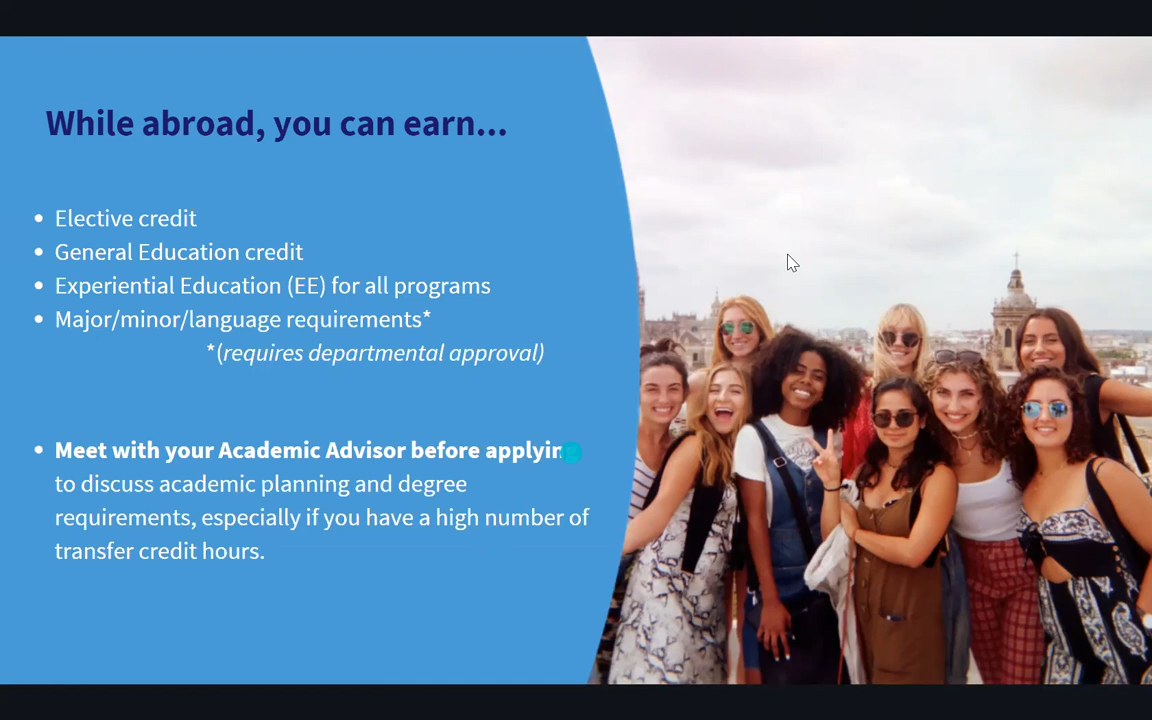 While abroad, you can earn...
• Elective credit
• General Education credit
• Experiential Education (EE) for all programs
• Major/minor/language requirements*
*(requires departmental approval)
• Meet with your Academic Advisor before applying
to discuss academic planning and degree
requirements, especially if you have a high number of
transfer credit hours.